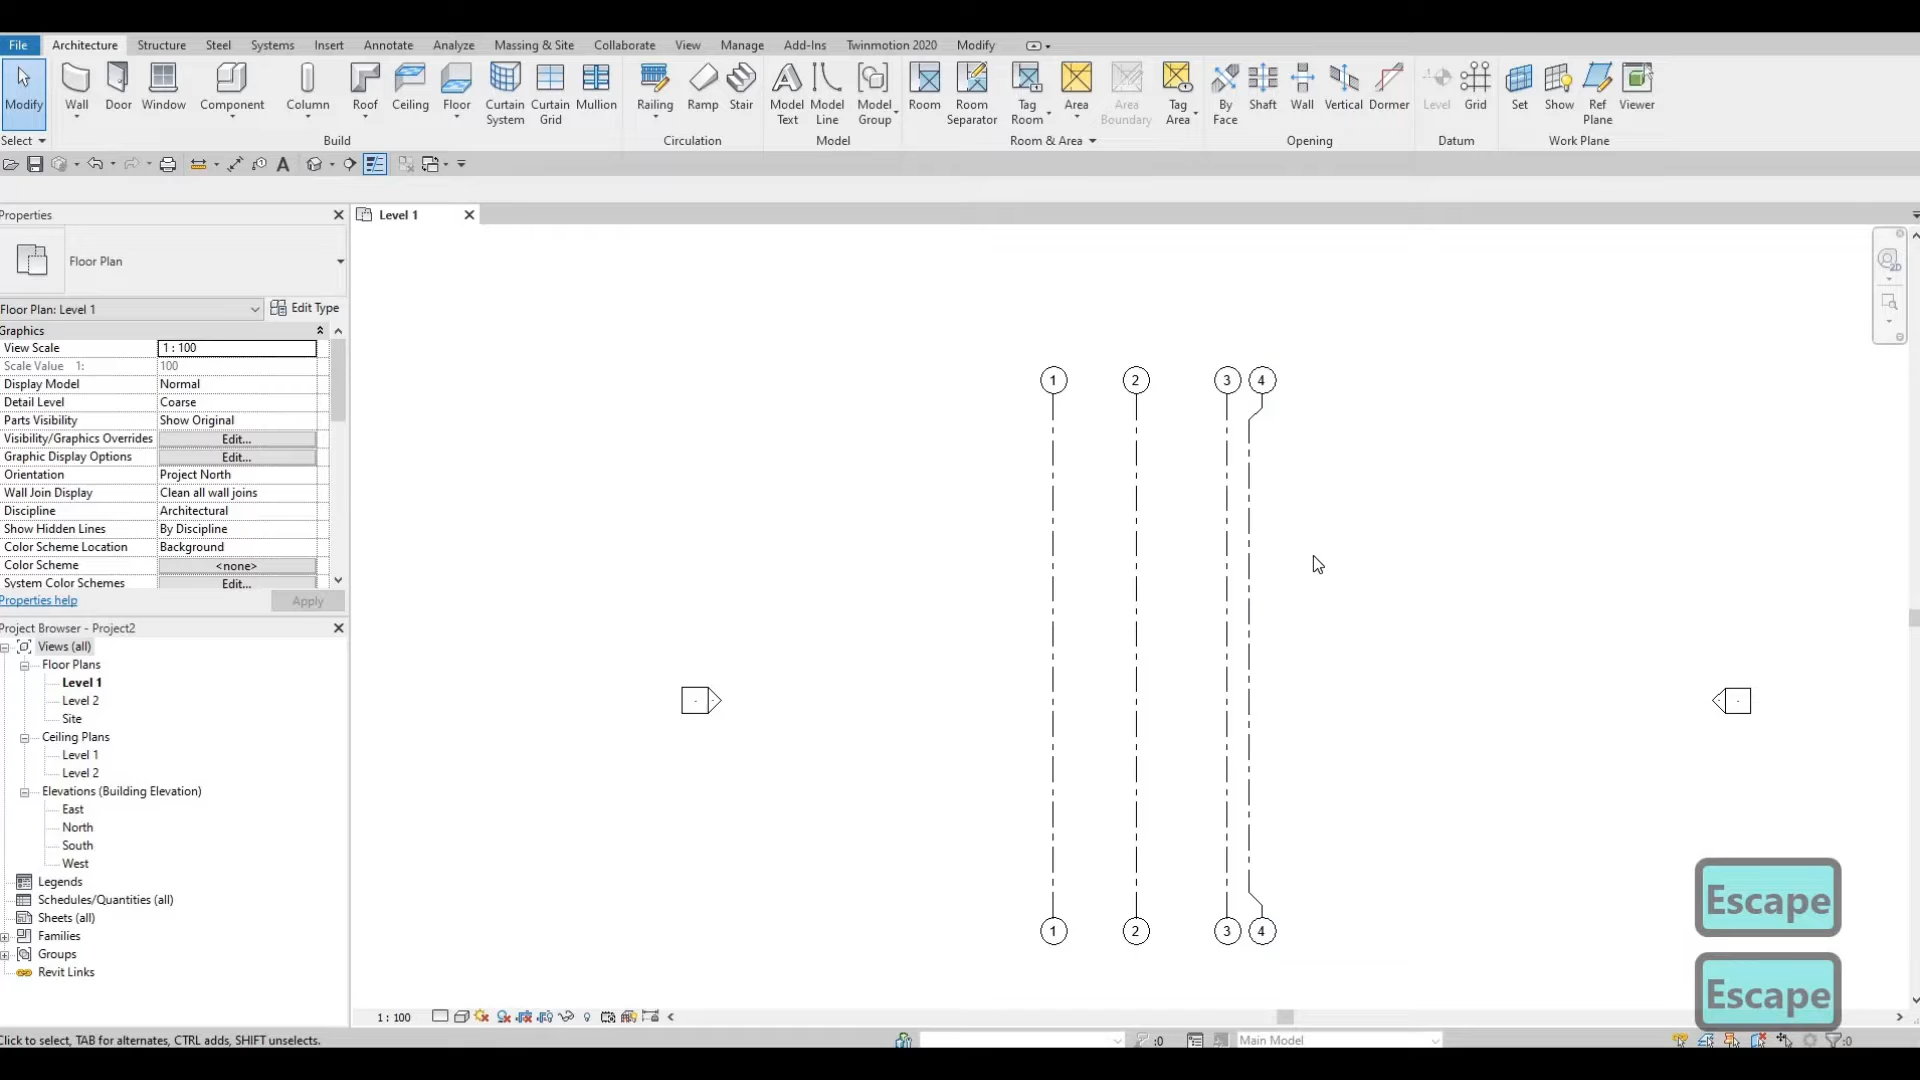 File Architecture Structure Steel Systems Insert Annotate Analyze Massing & Site Collaborate View Manage Add-Ins Twinmotion 2020 Modify
Modify Wall Door Window Component Column Roof Ceiling Floor Curtain System Curtain Grid Mullion Railing Ramp Stair Model Text Model Line Model Group Room Room Separator Tag Room Area Area Boundary Tag Area By Face Shaft Wall Vertical Dormer Level Grid Set Show Ref Plane Viewer
Select Build Circulation Model Room & Area Opening Datum Work Plane
Properties
Level 1
Floor Plan
Floor Plan: Level 1 Edit Type
Graphics
View Scale 1 : 100
Scale Value 1: 100
Display Model Normal
Detail Level Coarse
Parts Visibility Show Original
Visibility/Graphics Overrides Edit...
Graphic Display Options Edit...
Orientation Project North
Wall Join Display Clean all wall joins
Discipline Architectural
Show Hidden Lines By Discipline
Color Scheme Location Background
Color Scheme <none>
System Color Schemes Edit...
Properties help Apply
Project Browser - Project2
Views (all)
Floor Plans
Level 1
Level 2
Site
Ceiling Plans
Level 1
Level 2
Elevations (Building Elevation)
East
North
South
West
Legends
Schedules/Quantities (all)
Sheets (all)
Families
Groups
Revit Links
1 2 3 4
1 2 3 4
Escape
Escape
1 : 100
Click to select, TAB for alternates, CTRL adds, SHIFT unselects. :0 Main Model :0